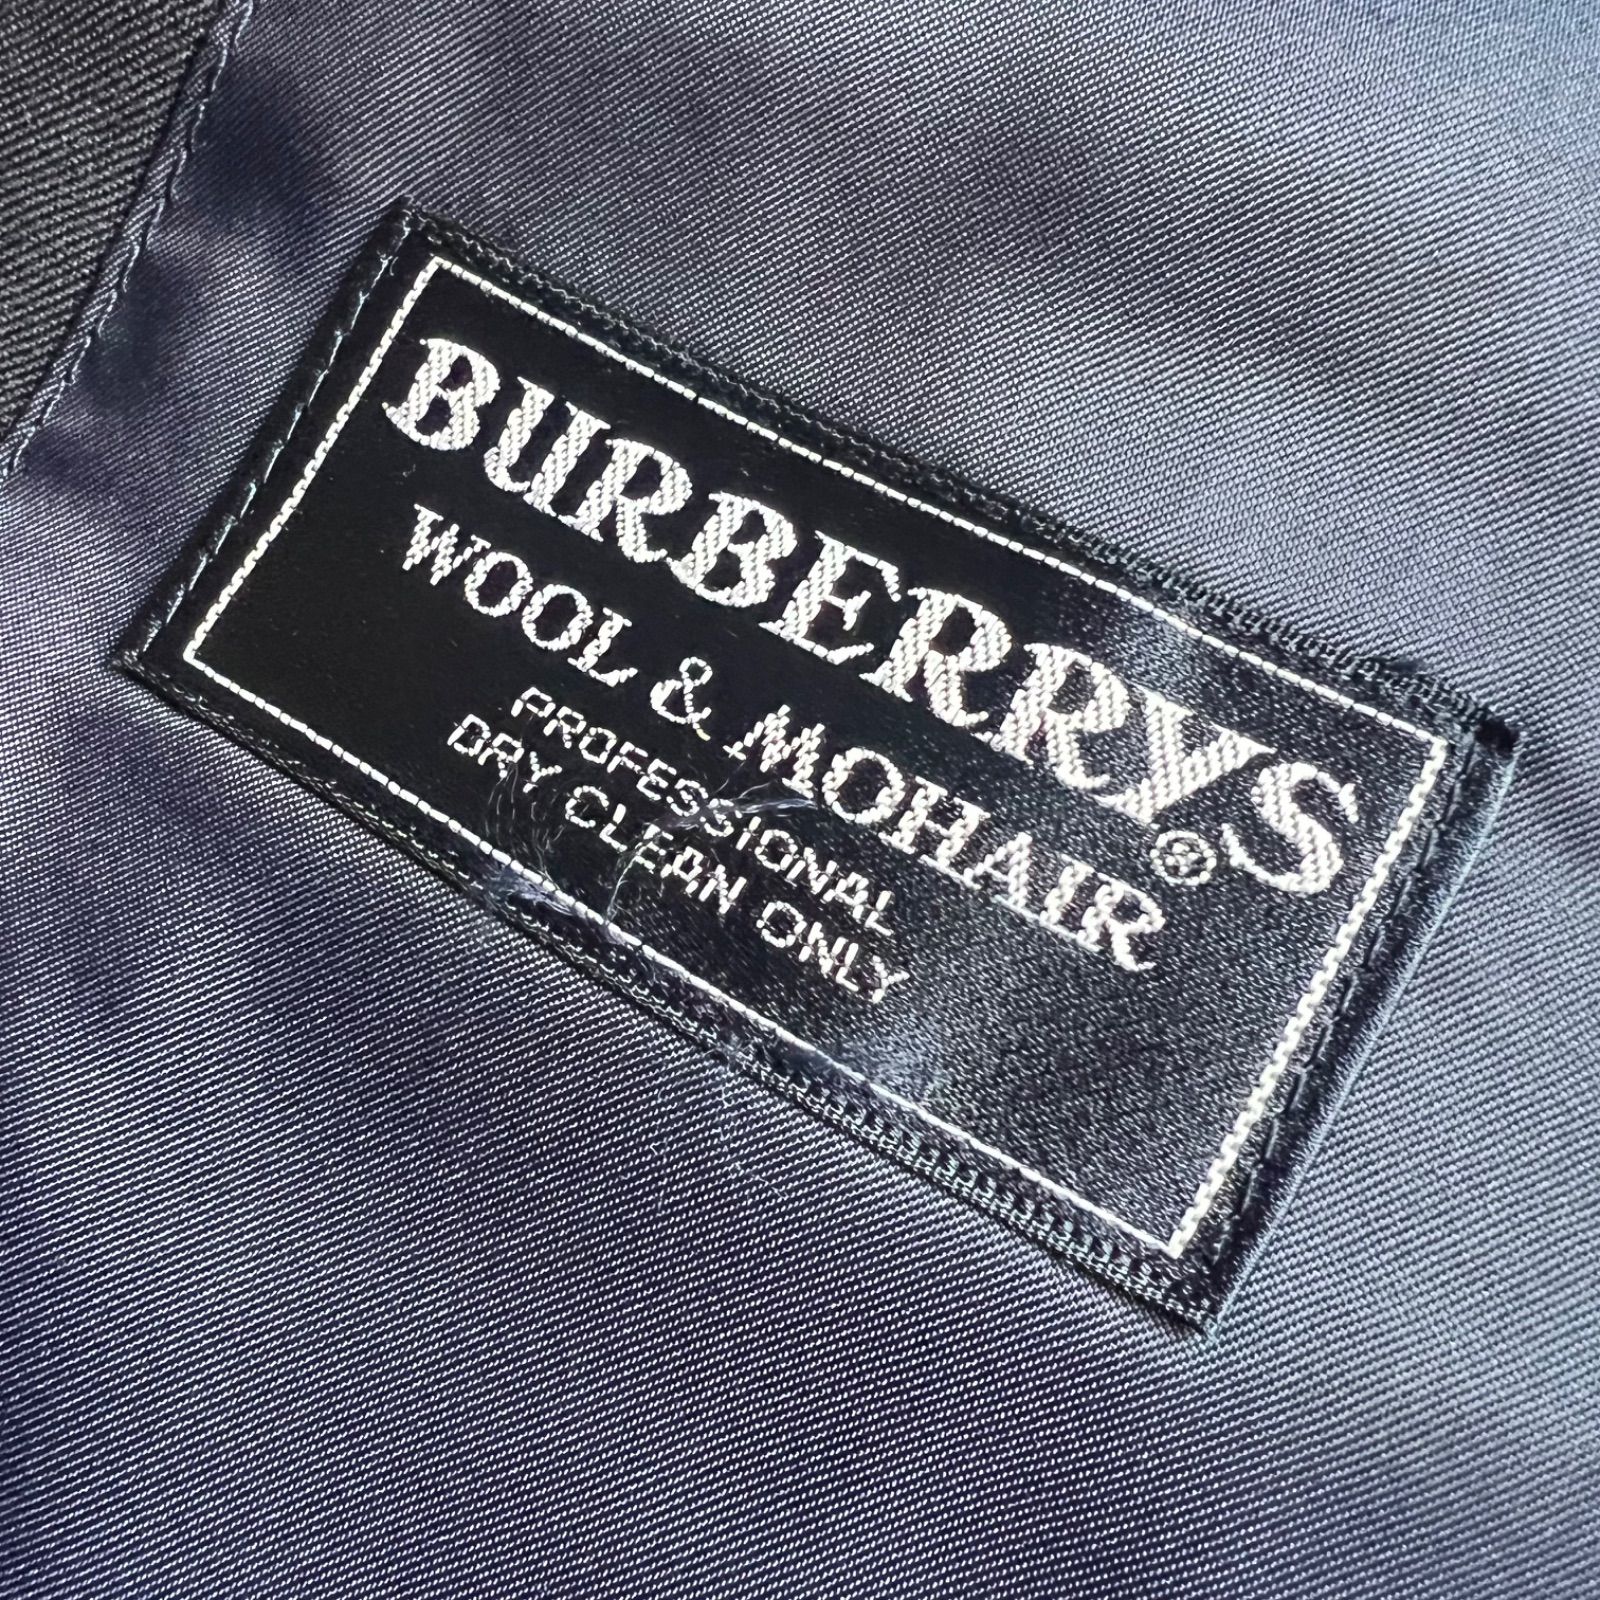 BURBERRYS®
WOOL & MOHAIR
PROFESSIONAL
DRY CLEAN ONLY